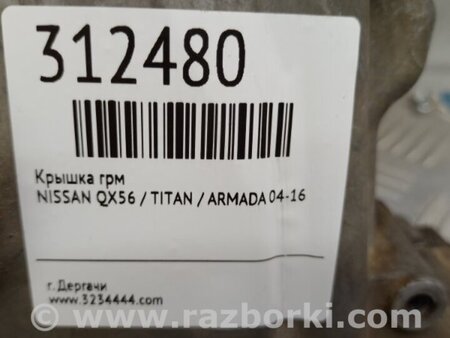 312480
Крышка грм
NISSAN QX56 / TITAN / ARMADA 04-16
г. Дергачи
www.3234444.com
www.razborki.com